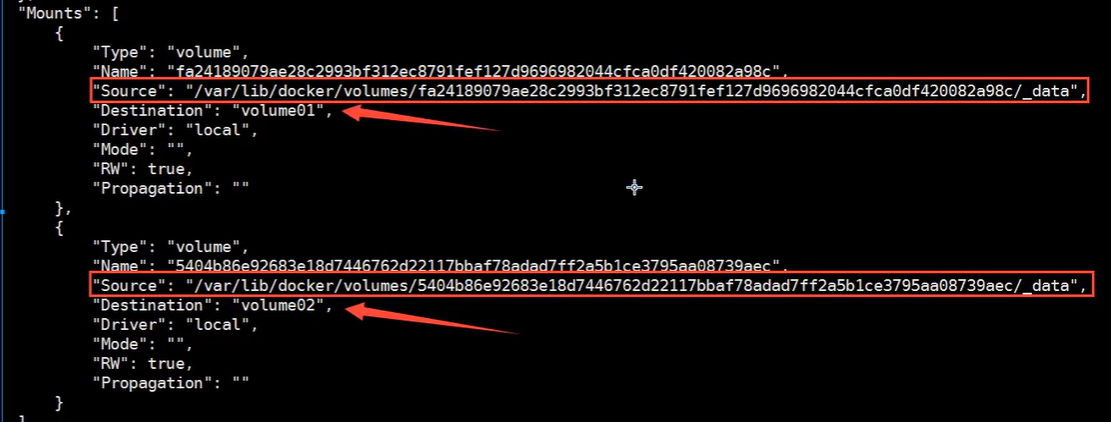 "Mounts": [
{
"Type": "volume",
"Name": "fa24189079ae28c2993bf312ec8791fef127d9696982044cfca0df420082a98c",
"Source": "/var/lib/docker/volumes/fa24189079ae28c2993bf312ec8791fef127d9696982044cfca0df420082a98c/_data",
"Destination": "volume01",
"Driver": "local",
"Mode": "",
"RW": true,
"Propagation": ""
},
{
"Type": "volume",
"Name": "5404b86e92683e18d7446762d22117bbaf78adad7ff2a5b1ce3795aa08739aec",
"Source": "/var/lib/docker/volumes/5404b86e92683e18d7446762d22117bbaf78adad7ff2a5b1ce3795aa08739aec/_data",
"Destination": "volume02",
"Driver": "local",
"Mode": "",
"RW": true,
"Propagation": ""
}